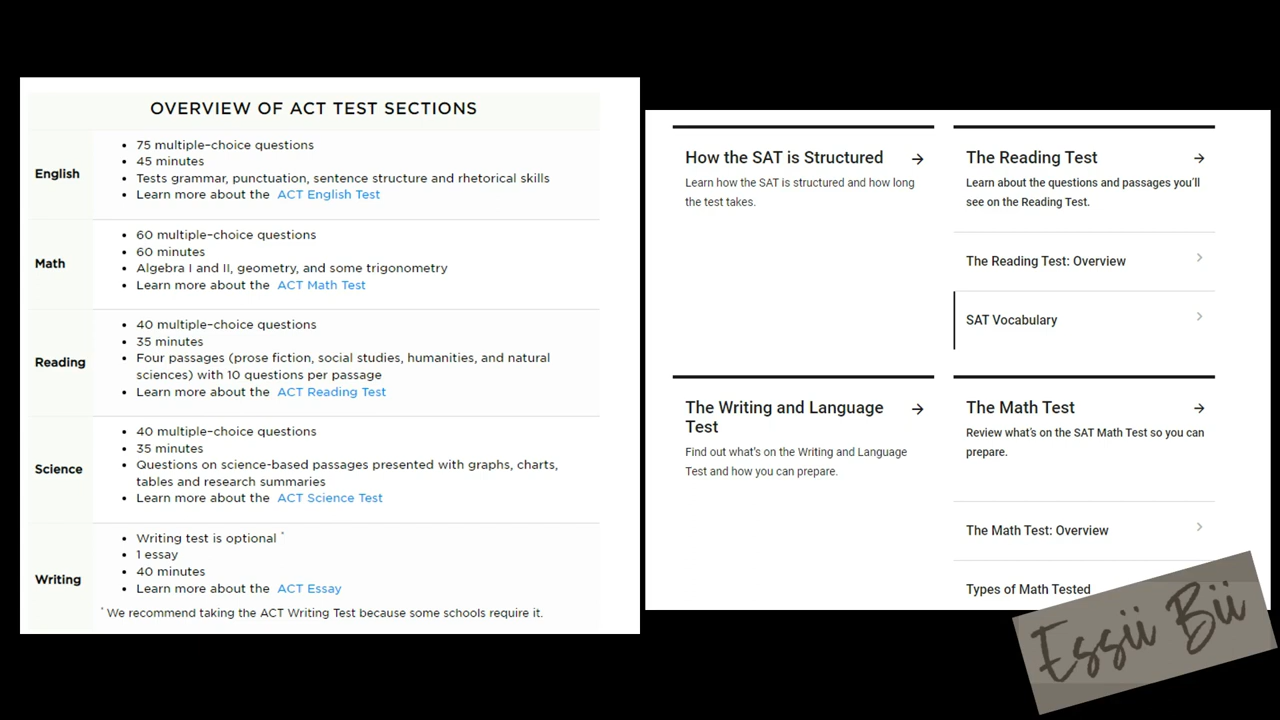 OVERVIEW OF ACT TEST SECTIONS
English
• 75 multiple-choice questions
• 45 minutes
• Tests grammar, punctuation, sentence structure and rhetorical skills
• Learn more about the ACT English Test
Math
• 60 multiple-choice questions
• 60 minutes
• Algebra I and II, geometry, and some trigonometry
• Learn more about the ACT Math Test
Reading
• 40 multiple-choice questions
• 35 minutes
• Four passages (prose fiction, social studies, humanities, and natural
sciences) with 10 questions per passage
• Learn more about the ACT Reading Test
Science
• 40 multiple-choice questions
• 35 minutes
• Questions on science-based passages presented with graphs, charts,
tables and research summaries
• Learn more about the ACT Science Test
Writing
• Writing test is optional *
• 1 essay
• 40 minutes
• Learn more about the ACT Essay
* We recommend taking the ACT Writing Test because some schools require it.
How the SAT is Structured →
Learn how the SAT is structured and how long
the test takes.
The Reading Test →
Learn about the questions and passages you'll
see on the Reading Test.
The Reading Test: Overview >
SAT Vocabulary >
The Writing and Language →
Test
Find out what's on the Writing and Language
Test and how you can prepare.
The Math Test →
Review what's on the SAT Math Test so you can
prepare.
The Math Test: Overview >
Types of Math Tested
Essii Bii